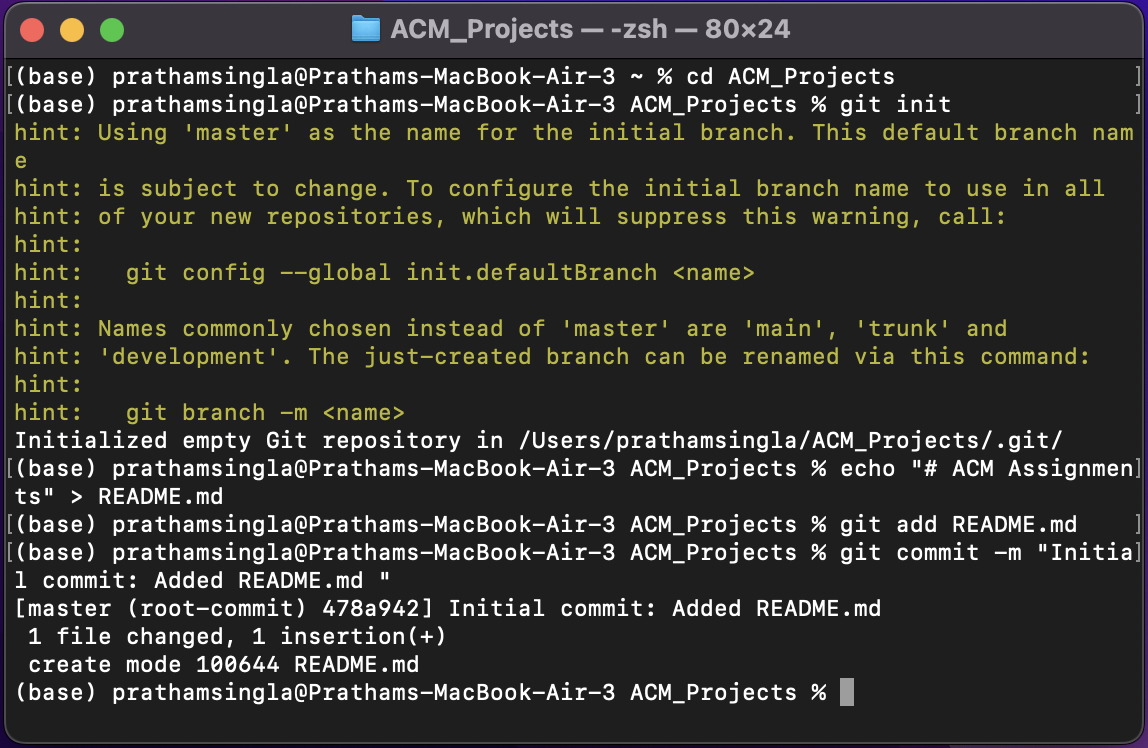 ACM_Projects — -zsh — 80×24
[(base) prathamsingla@Prathams-MacBook-Air-3 ~ % cd ACM_Projects ]
[(base) prathamsingla@Prathams-MacBook-Air-3 ACM_Projects % git init ]
hint: Using 'master' as the name for the initial branch. This default branch nam
e
hint: is subject to change. To configure the initial branch name to use in all
hint: of your new repositories, which will suppress this warning, call:
hint:
hint:   git config --global init.defaultBranch <name>
hint:
hint: Names commonly chosen instead of 'master' are 'main', 'trunk' and
hint: 'development'. The just-created branch can be renamed via this command:
hint:
hint:   git branch -m <name>
Initialized empty Git repository in /Users/prathamsingla/ACM_Projects/.git/
[(base) prathamsingla@Prathams-MacBook-Air-3 ACM_Projects % echo "# ACM Assignmen]
ts" > README.md
[(base) prathamsingla@Prathams-MacBook-Air-3 ACM_Projects % git add README.md ]
[(base) prathamsingla@Prathams-MacBook-Air-3 ACM_Projects % git commit -m "Initia]
l commit: Added README.md "
[master (root-commit) 478a942] Initial commit: Added README.md
 1 file changed, 1 insertion(+)
 create mode 100644 README.md
(base) prathamsingla@Prathams-MacBook-Air-3 ACM_Projects %